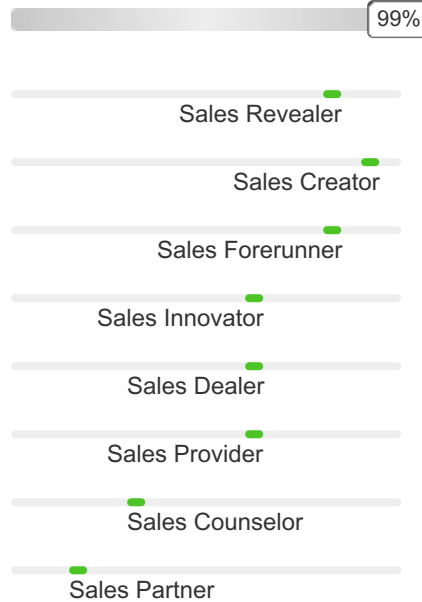 99%
Sales Revealer
Sales Creator
Sales Forerunner
Sales Innovator
Sales Dealer
Sales Provider
Sales Counselor
Sales Partner